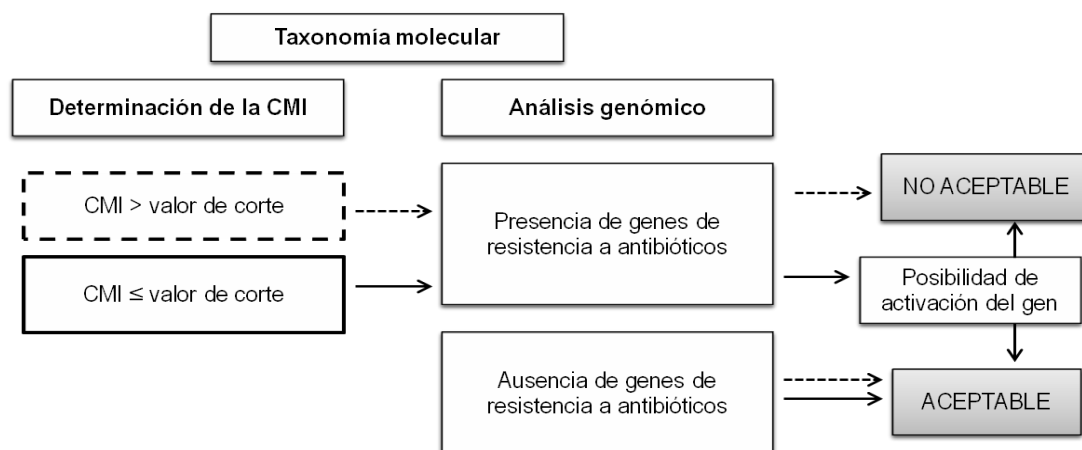 Taxonomía molecular
Determinación de la CMI
Análisis genómico
CMI > valor de corte
CMI ≤ valor de corte
Presencia de genes de
resistencia a antibióticos
Ausencia de genes de
resistencia a antibióticos
NO ACEPTABLE
Posibilidad de
activación del gen
ACEPTABLE